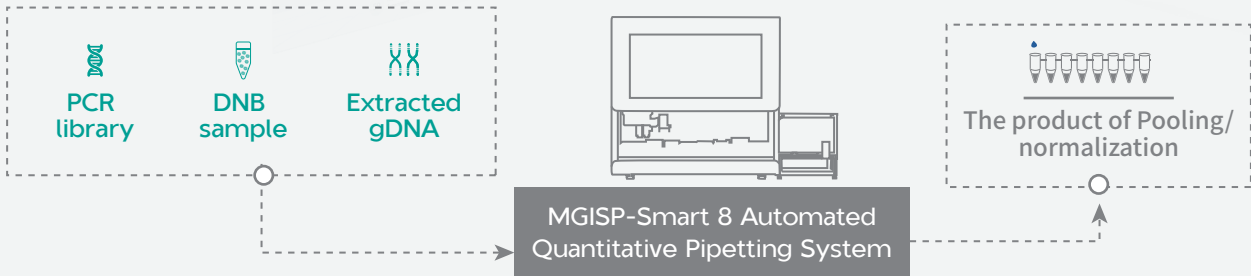 PCR
library
DNB
sample
Extracted
gDNA
MGISP-Smart 8 Automated
Quantitative Pipetting System
The product of Pooling/
normalization